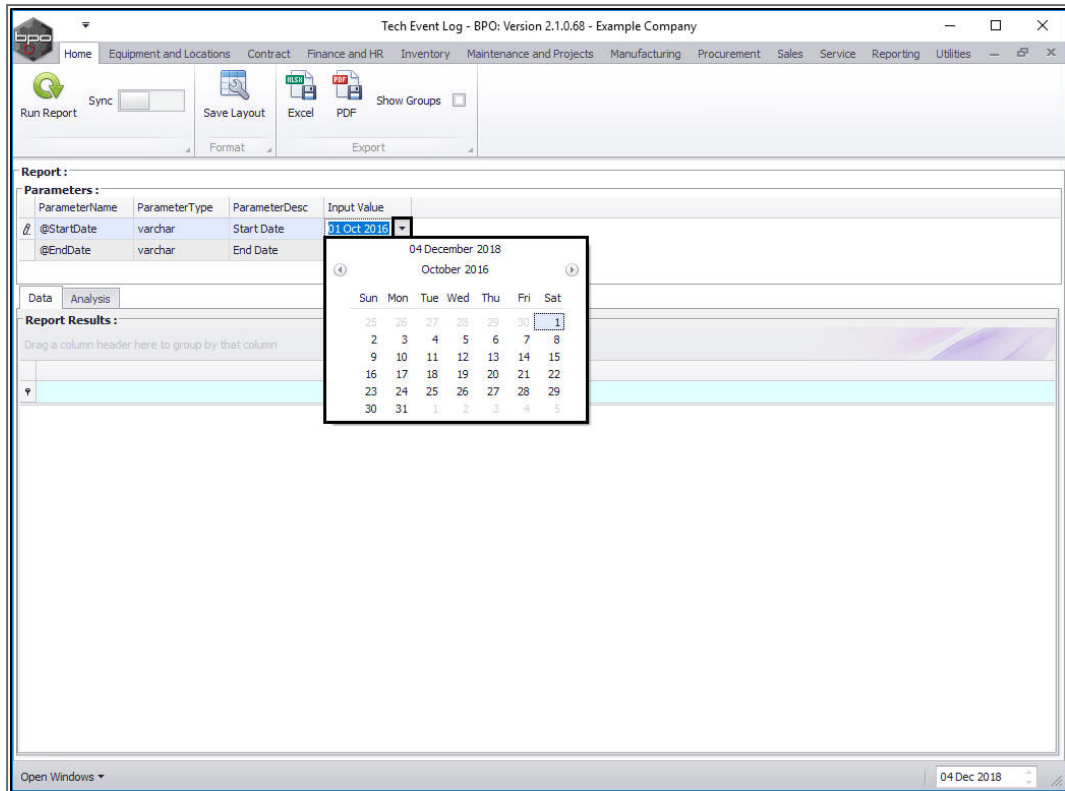 Tech Event Log - BPO: Version 2.1.0.68 - Example Company
bpo
Home Equipment and Locations Contract Finance and HR Inventory Maintenance and Projects Manufacturing Procurement Sales Service Reporting Utilities
Run Report
Sync
Save Layout
XLSX
Excel
PDF
PDF
Show Groups
Format
Export
Report :
Parameters :
ParameterName ParameterType ParameterDesc Input Value
@StartDate varchar Start Date 01 Oct 2016
@EndDate varchar End Date
04 December 2018
October 2016
Sun Mon Tue Wed Thu Fri Sat
25 26 27 28 29 30 1
2 3 4 5 6 7 8
9 10 11 12 13 14 15
16 17 18 19 20 21 22
23 24 25 26 27 28 29
30 31 1 2 3 4 5
Data Analysis
Report Results :
Drag a column header here to group by that column
Open Windows
04 Dec 2018